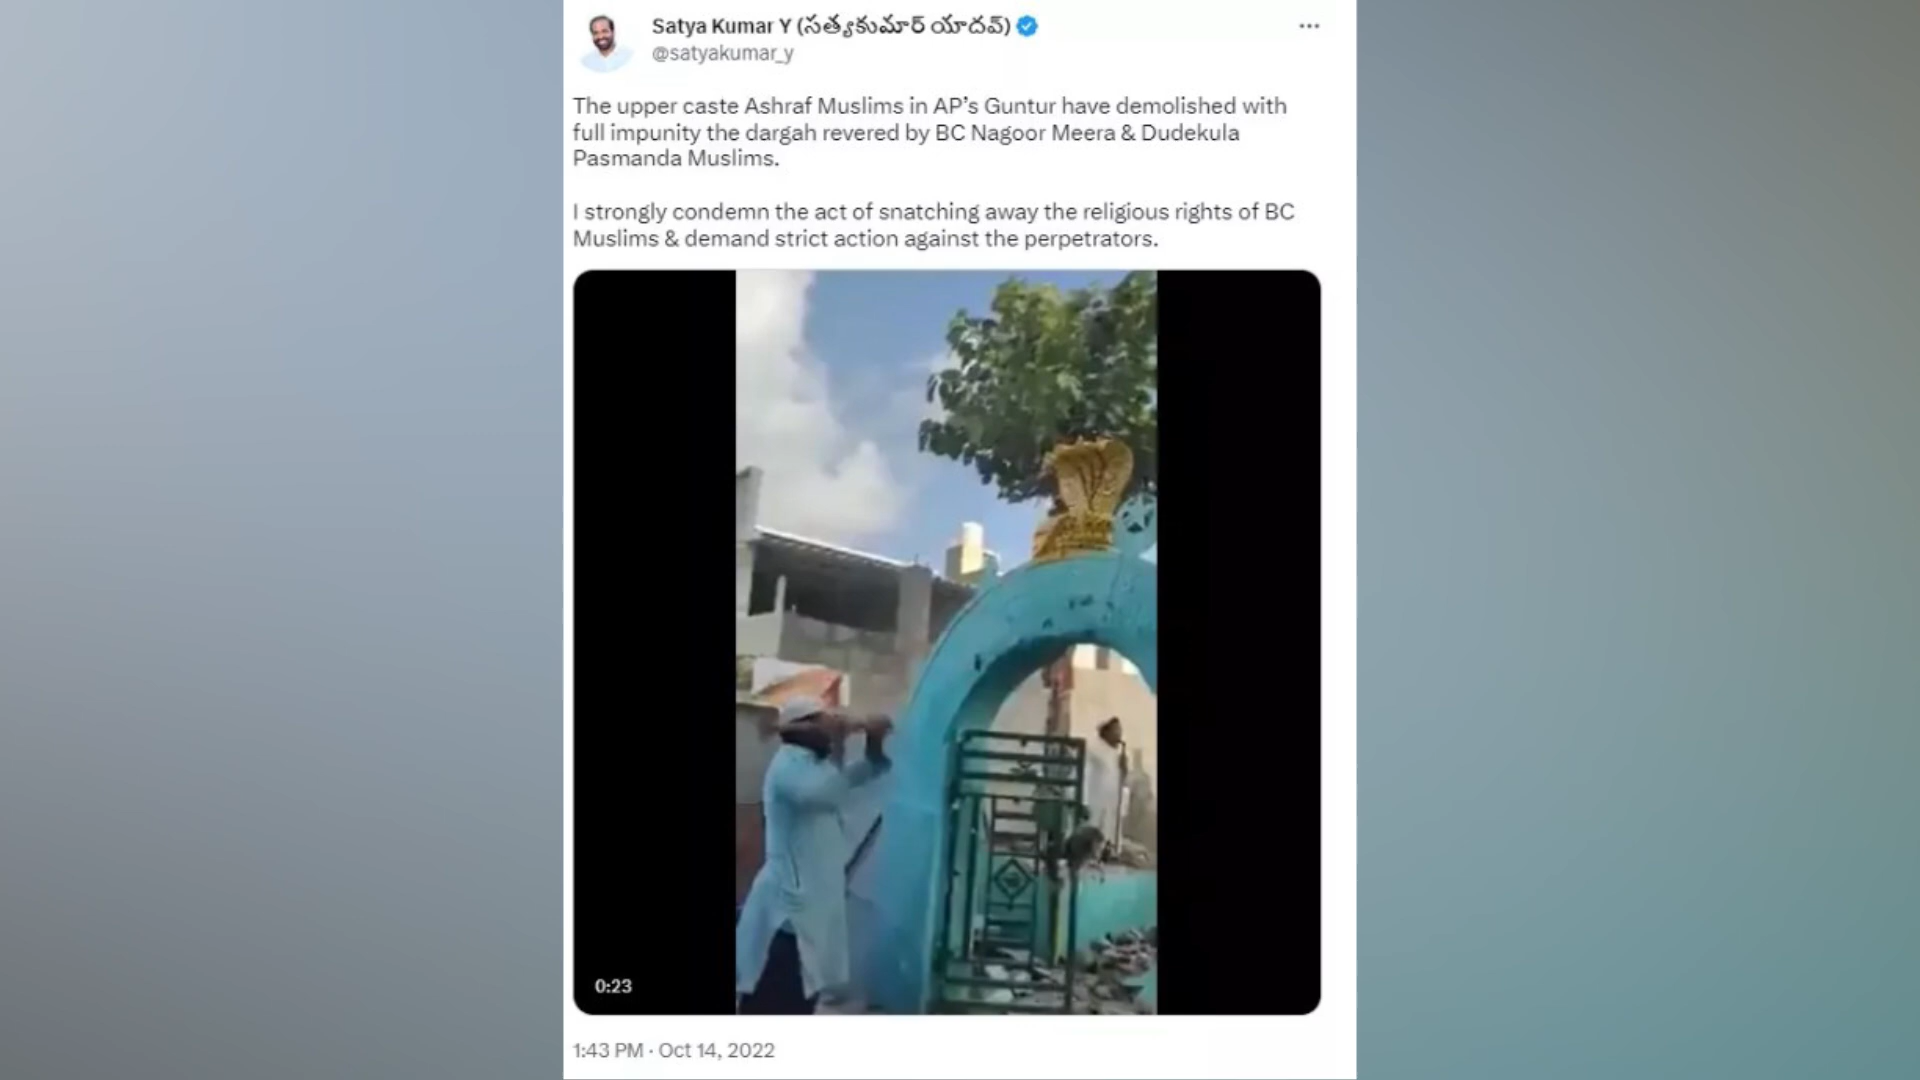 Satya Kumar Y (సత్యకుమార్ యాదవ్)
@satyakumar_y
The upper caste Ashraf Muslims in AP's Guntur have demolished with
full impunity the dargah revered by BC Nagoor Meera & Dudekula
Pasmanda Muslims.
I strongly condemn the act of snatching away the religious rights of BC
Muslims & demand strict action against the perpetrators.
0:23
1:43 PM · Oct 14, 2022